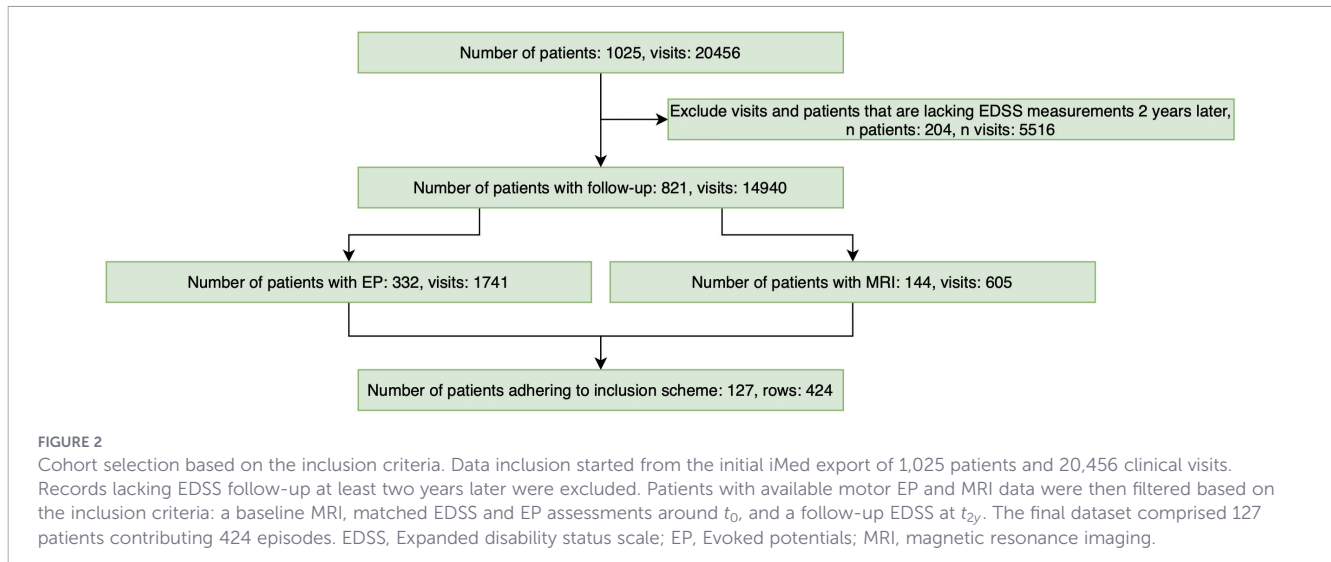 Number of patients: 1025, visits: 20456
Exclude visits and patients that are lacking EDSS measurements 2 years later,
n patients: 204, n visits: 5516
Number of patients with follow-up: 821, visits: 14940
Number of patients with EP: 332, visits: 1741
Number of patients with MRI: 144, visits: 605
Number of patients adhering to inclusion scheme: 127, rows: 424
FIGURE 2
Cohort selection based on the inclusion criteria. Data inclusion started from the initial iMed export of 1,025 patients and 20,456 clinical visits.
Records lacking EDSS follow-up at least two years later were excluded. Patients with available motor EP and MRI data were then filtered based on
the inclusion criteria: a baseline MRI, matched EDSS and EP assessments around t0, and a follow-up EDSS at t2y. The final dataset comprised 127
patients contributing 424 episodes. EDSS, Expanded disability status scale; EP, Evoked potentials; MRI, magnetic resonance imaging.